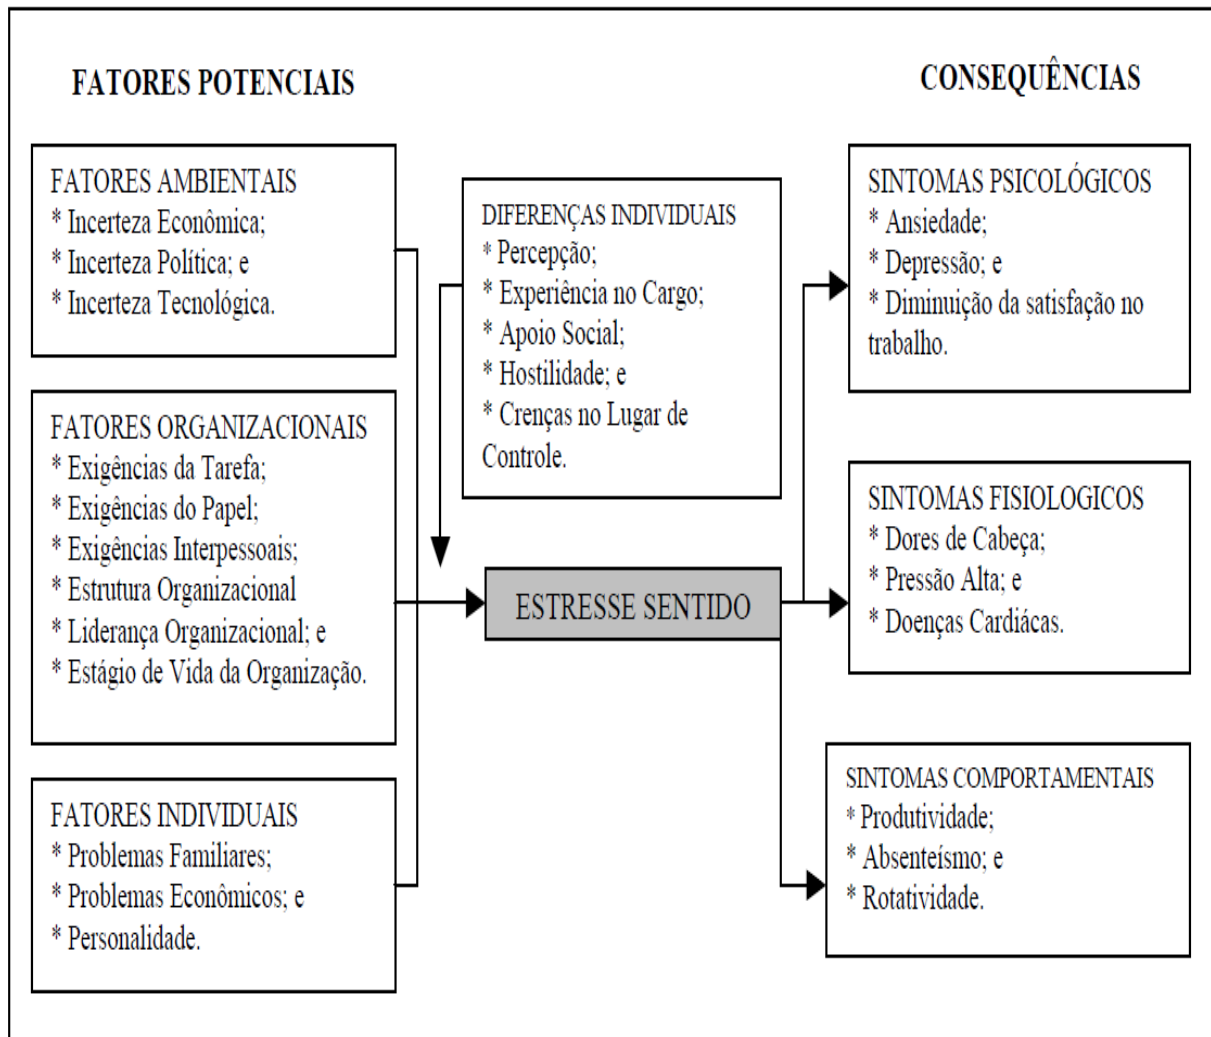 FATORES POTENCIAIS
FATORES AMBIENTAIS
* Incerteza Econômica;
* Incerteza Política; e
* Incerteza Tecnológica.
FATORES ORGANIZACIONAIS
* Exigências da Tarefa;
* Exigências do Papel;
* Exigências Interpessoais;
* Estrutura Organizacional
* Liderança Organizacional; e
* Estágio de Vida da Organização.
FATORES INDIVIDUAIS
* Problemas Familiares;
* Problemas Econômicos; e
* Personalidade.
DIFERENÇAS INDIVIDUAIS
* Percepção;
* Experiência no Cargo;
* Apoio Social;
* Hostilidade; e
* Crenças no Lugar de
Controle.
ESTRESSE SENTIDO
CONSEQUÊNCIAS
SINTOMAS PSICOLÓGICOS
* Ansiedade;
* Depressão; e
* Diminuição da satisfação no
trabalho.
SINTOMAS FISIOLOGICOS
* Dores de Cabeça;
* Pressão Alta; e
* Doenças Cardiácas.
SINTOMAS COMPORTAMENTAIS
* Produtividade;
* Absenteísmo; e
* Rotatividade.